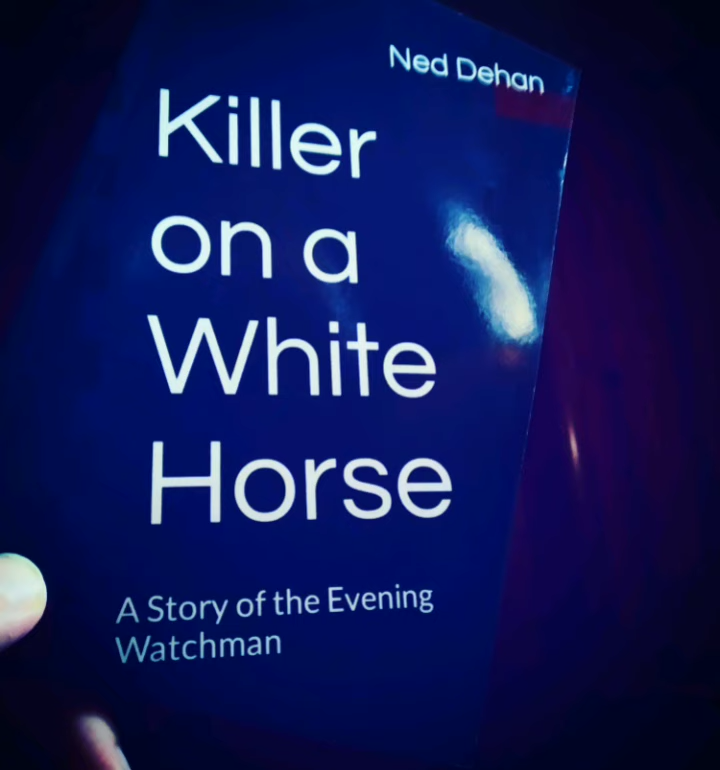 Ned Dehan
Killer
on a
White
Horse
A Story of the Evening
Watchman